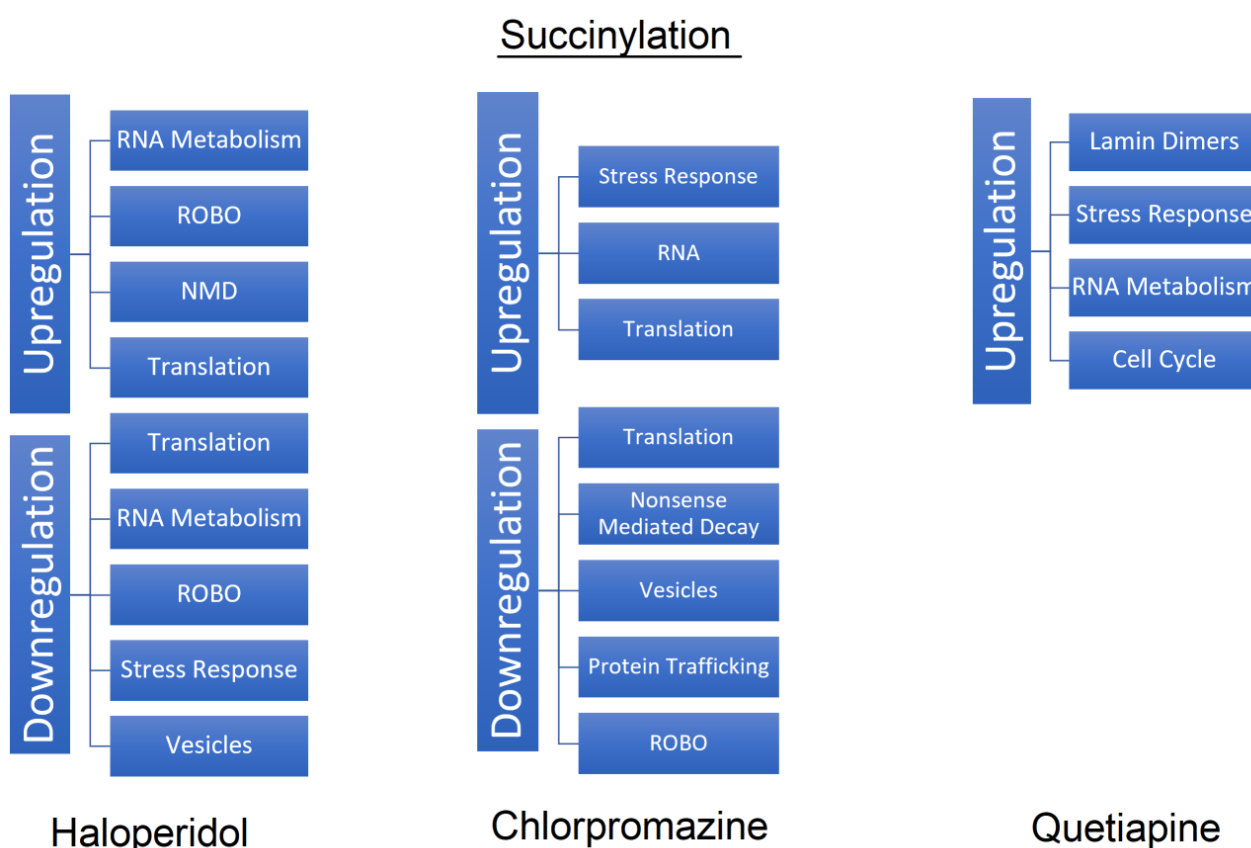 Succinylation
Upregulation
RNA Metabolism
ROBO
NMD
Translation
Downregulation
Translation
RNA Metabolism
ROBO
Stress Response
Vesicles
Haloperidol
Upregulation
Stress Response
RNA
Translation
Downregulation
Translation
Nonsense
Mediated Decay
Vesicles
Protein Trafficking
ROBO
Chlorpromazine
Upregulation
Lamin Dimers
Stress Response
RNA Metabolism
Cell Cycle
Quetiapine